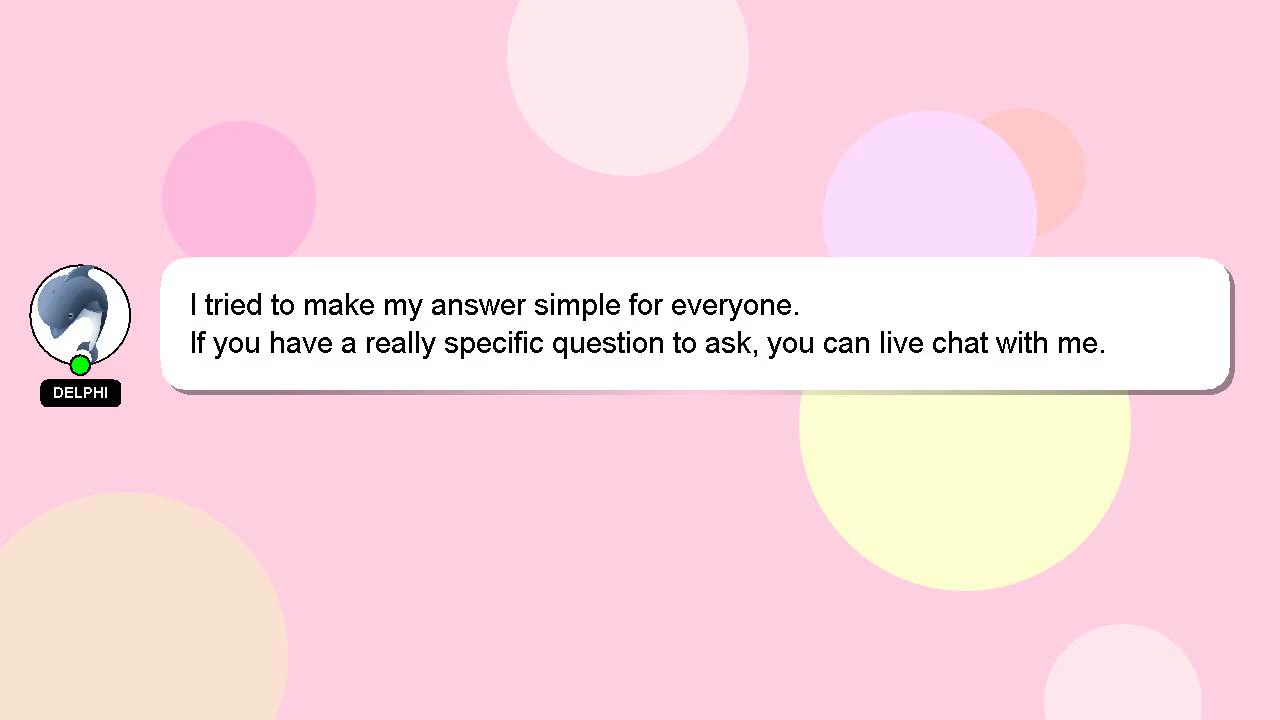 I tried to make my answer simple for everyone.
If you have a really specific question to ask, you can live chat with me.
DELPHI